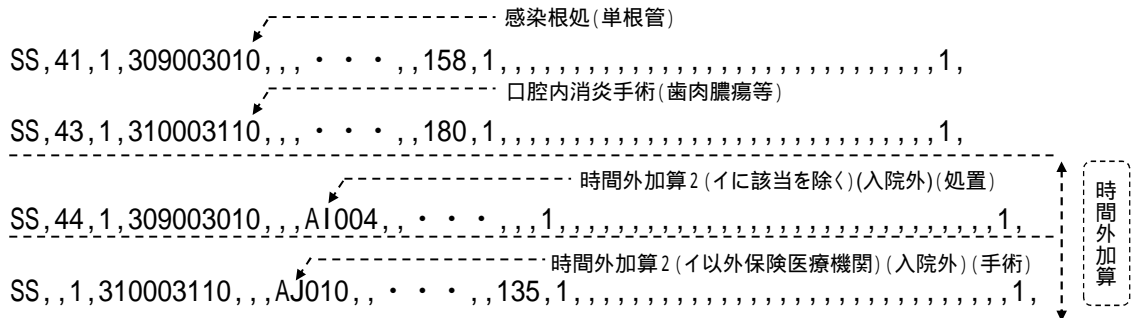 感染根処(単根管)
SS,41,1,309003010,,,・・・,,158,1,,,,,,,,,,,,,,,,,,,,,,,,,,,,1,
口腔内消炎手術(歯肉膿瘍等)
SS,43,1,310003110,,,・・・,,180,1,,,,,,,,,,,,,,,,,,,,,,,,,,,,1,
時間外加算2(イに該当を除く)(入院外)(処置)
SS,44,1,309003010,,,AI004,,・・・,,,1,,,,,,,,,,,,,,,,,,,,,,,,,,,,1,
時間外加算2(イ以外保険医療機関)(入院外)(手術)
SS,,1,310003110,,,AJ010,,・・・,,135,1,,,,,,,,,,,,,,,,,,,,,,,,,,,,1,
時間外加算